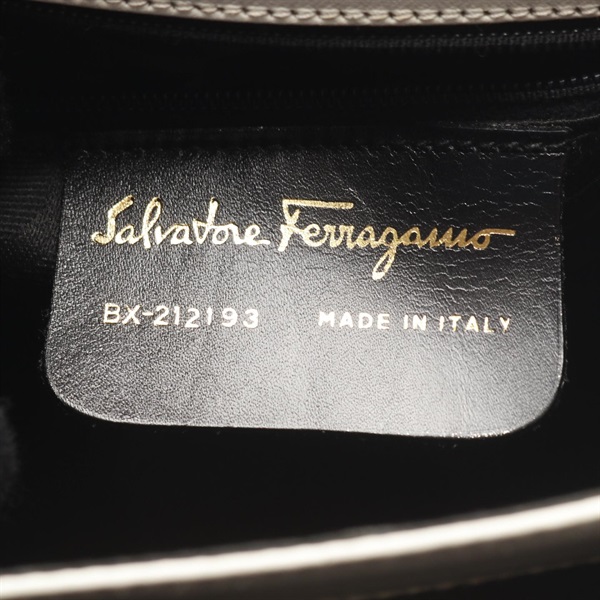 Salvatore Ferragamo
BX-212193 MADE IN ITALY